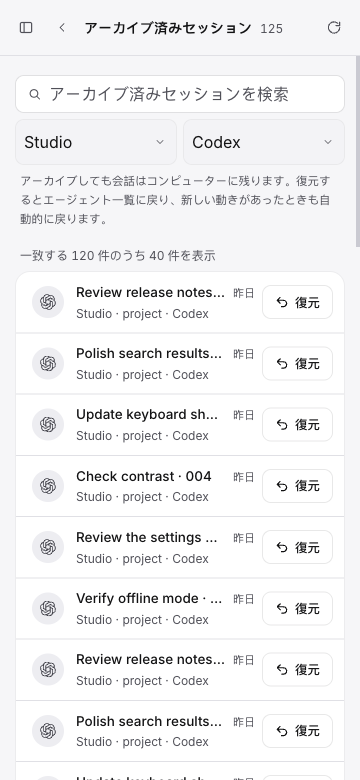 アーカイブ済みセッション 125
アーカイブ済みセッションを検索
Studio
Codex
アーカイブしても会話はコンピューターに残ります。復元す
るとエージェント一覧に戻り、新しい動きがあったときも自
動的に戻ります。
一致する 120 件のうち 40 件を表示
Review release notes... 昨日
Studio · project · Codex
復元
Polish search results... 昨日
Studio · project · Codex
復元
Update keyboard sh... 昨日
Studio · project · Codex
復元
Check contrast · 004 昨日
Studio · project · Codex
復元
Review the settings ... 昨日
Studio · project · Codex
復元
Verify offline mode · ... 昨日
Studio · project · Codex
復元
Review release notes... 昨日
Studio · project · Codex
復元
Polish search results... 昨日
Studio · project · Codex
復元